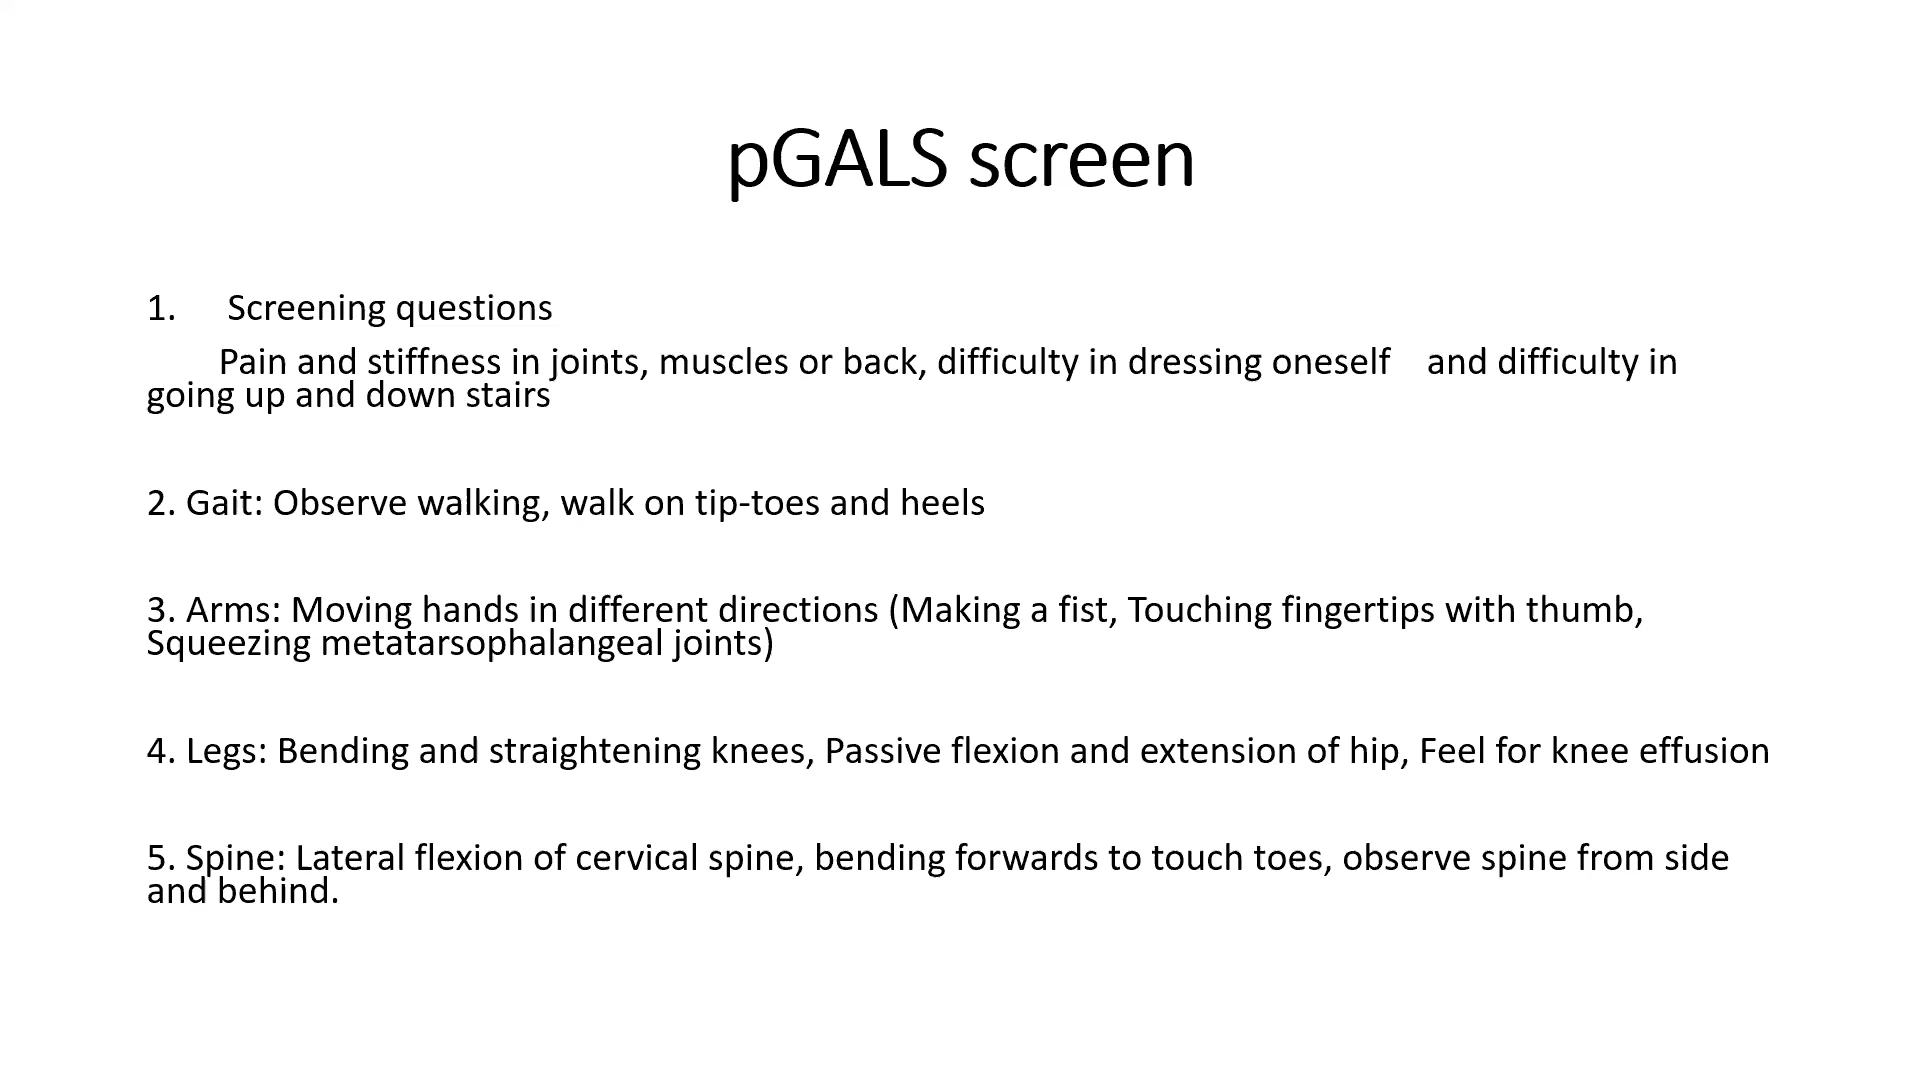 pGALS screen
1. Screening questions
Pain and stiffness in joints, muscles or back, difficulty in dressing oneself and difficulty in
going up and down stairs
2. Gait: Observe walking, walk on tip-toes and heels
3. Arms: Moving hands in different directions (Making a fist, Touching fingertips with thumb,
Squeezing metatarsophalangeal joints)
4. Legs: Bending and straightening knees, Passive flexion and extension of hip, Feel for knee effusion
5. Spine: Lateral flexion of cervical spine, bending forwards to touch toes, observe spine from side
and behind.